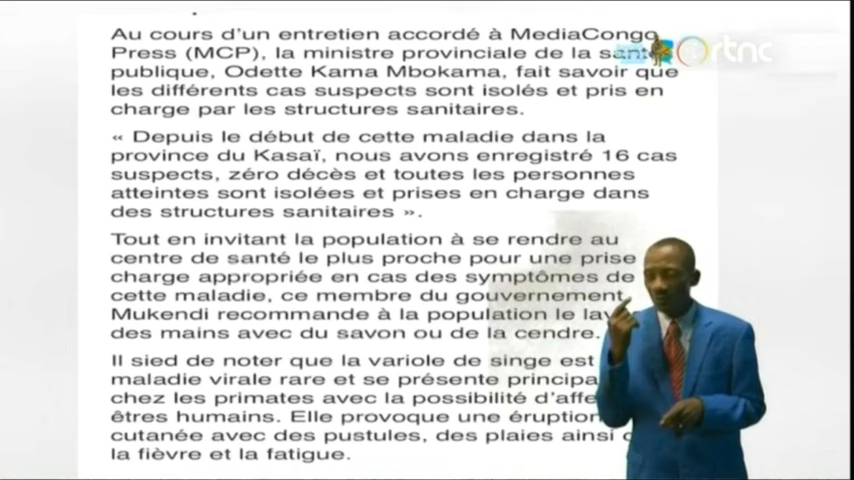 Au cours d'un entretien accordé à MediaCongo
Press (MCP), la ministre provinciale de la santé
publique, Odette Kama Mbokama, fait savoir que
les différents cas suspects sont isolés et pris en
charge par les structures sanitaires.
« Depuis le début de cette maladie dans la
province du Kasaï, nous avons enregistré 16 cas
suspects, zéro décès et toutes les personnes
atteintes sont isolées et prises en charge dans
des structures sanitaires ».
Tout en invitant la population à se rendre au
centre de santé le plus proche pour une prise
charge appropriée en cas des symptômes de
cette maladie, ce membre du gouvernement
Mukendi recommande à la population le lav
des mains avec du savon ou de la cendre.
Il sied de noter que la variole de singe est
maladie virale rare et se présente principa
chez les primates avec la possibilité d'affe
êtres humains. Elle provoque une éruption
cutanée avec des pustules, des plaies ainsi
la fièvre et la fatigue.
rtnc